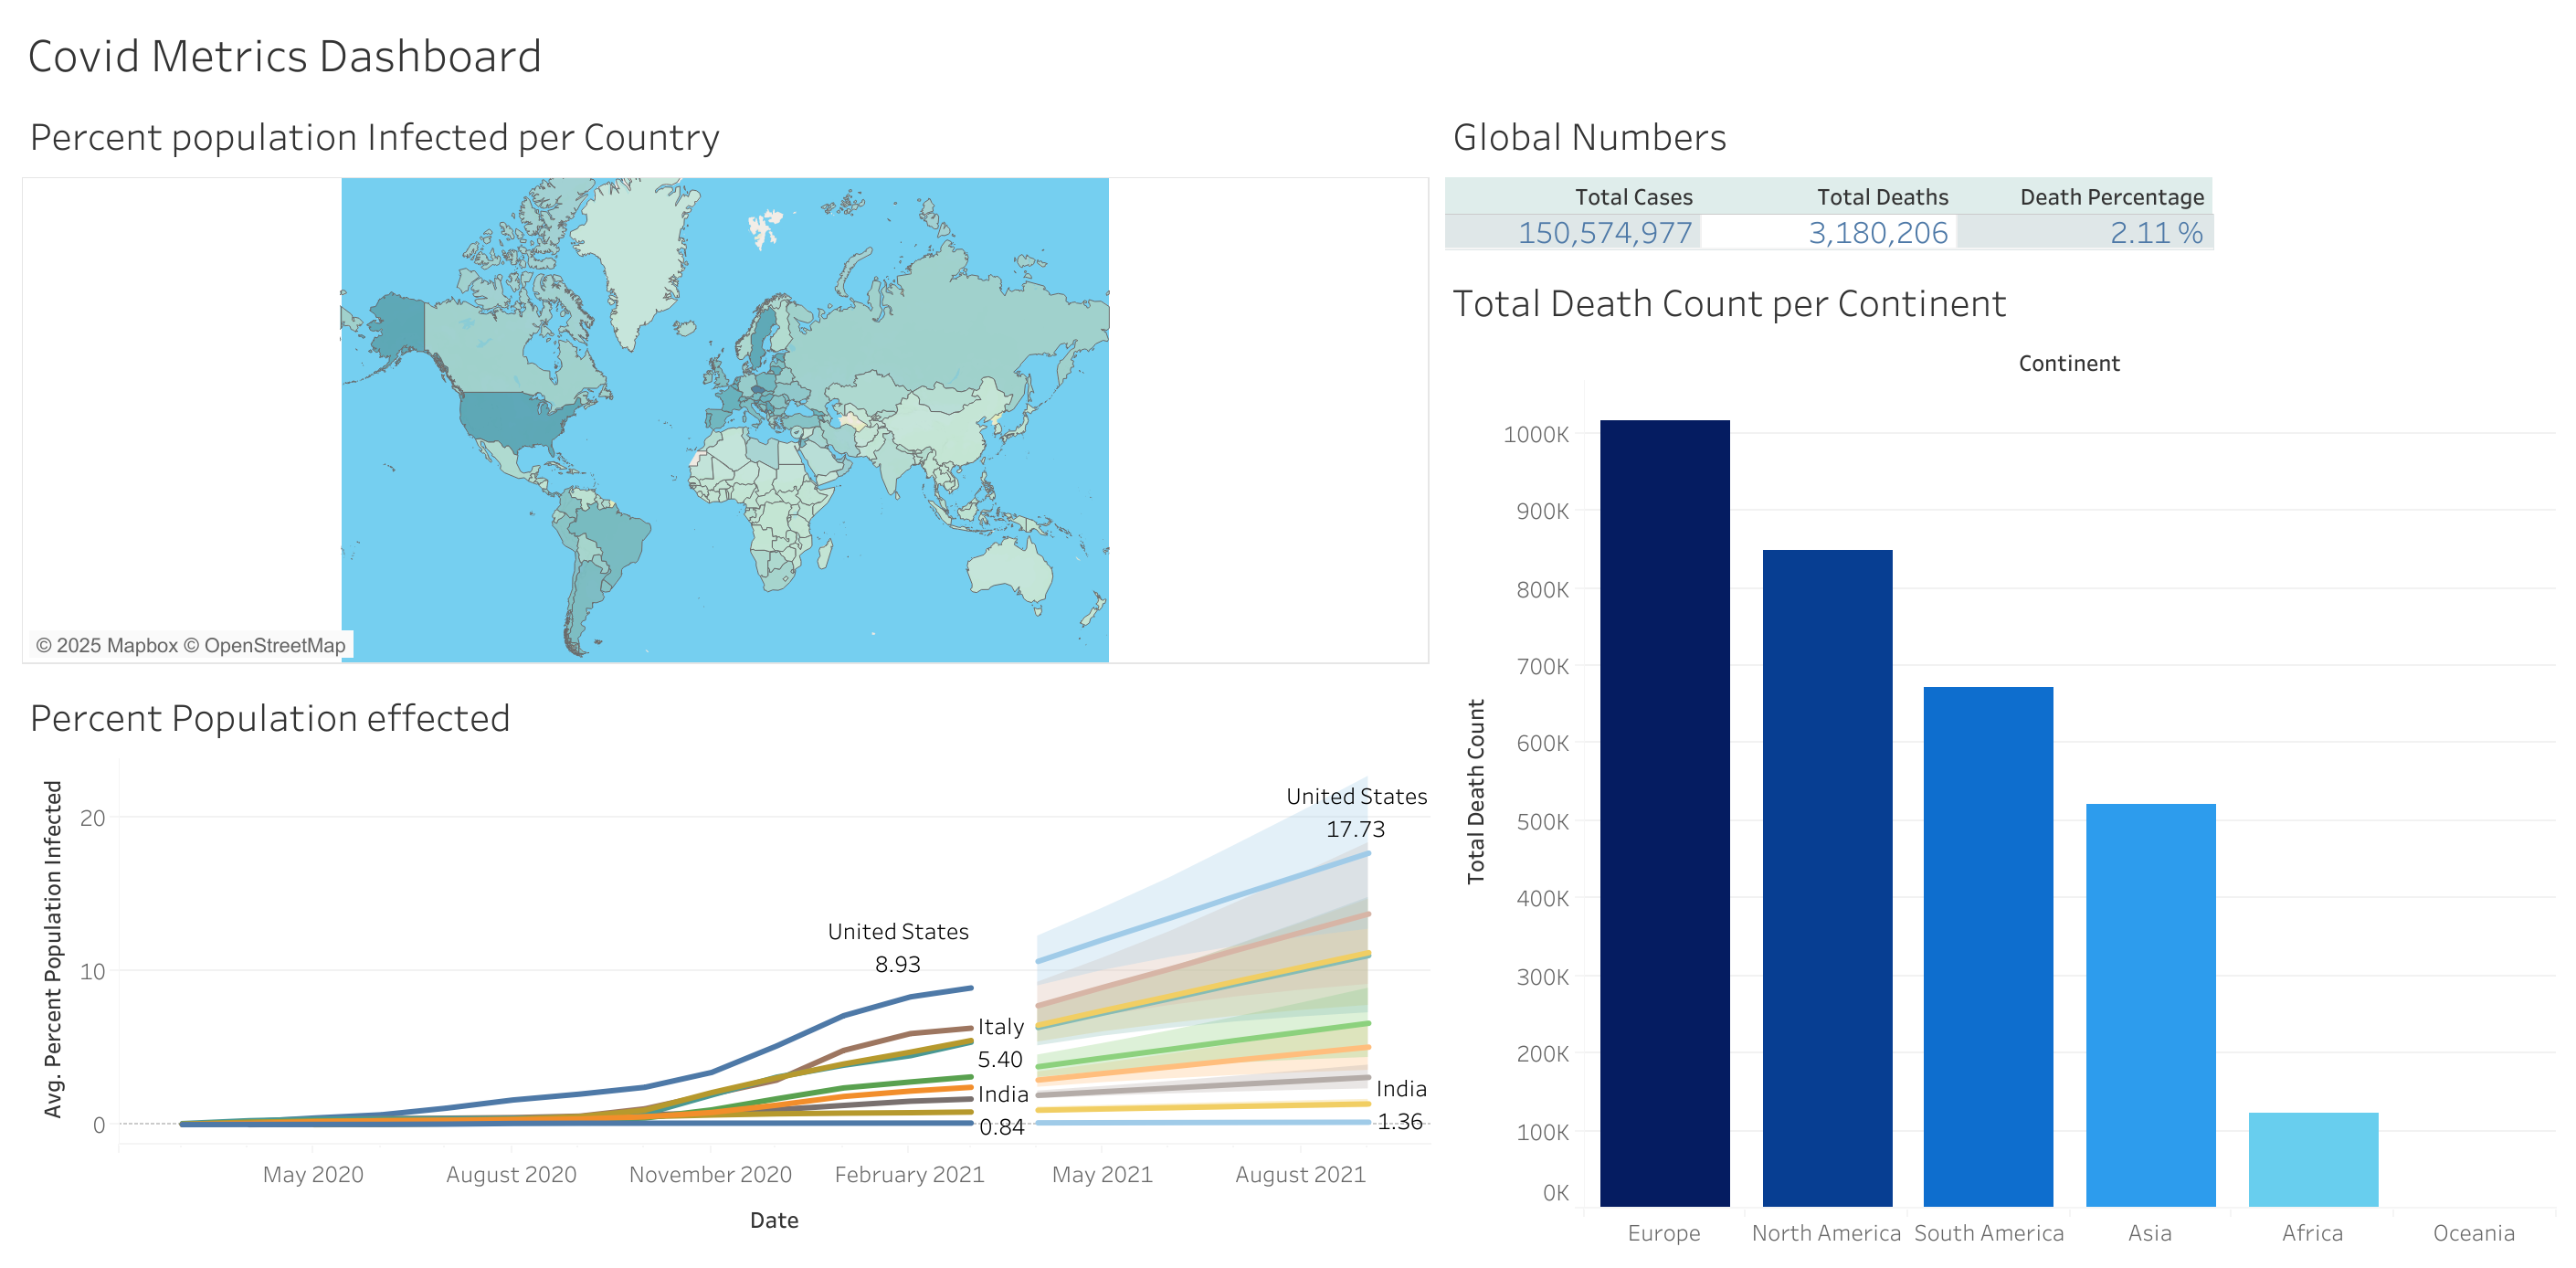 Covid Metrics Dashboard
Percent population Infected per Country
© 2025 Mapbox © OpenStreetMap
Percent Population effected
Avg. Percent Population Infected
20
10
0
United States
8.93
Italy
5.40
India
0.84
United States
17.73
India
1.36
May 2020 August 2020 November 2020 February 2021 May 2021 August 2021
Date
Global Numbers
Total Cases Total Deaths Death Percentage
150,574,977 3,180,206 2.11 %
Total Death Count per Continent
Continent
Total Death Count
1000K
900K
800K
700K
600K
500K
400K
300K
200K
100K
0K
Europe North America South America Asia Africa Oceania